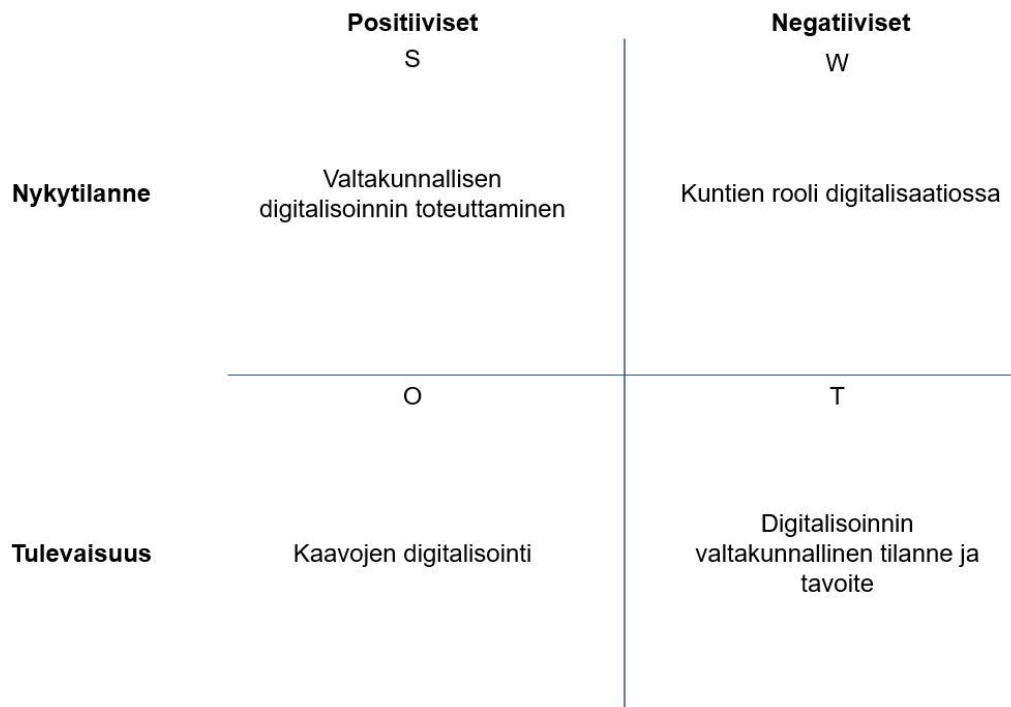 Positiiviset
Negatiiviset
S
W
Nykytilanne
Valtakunnallisen
digitalisoinnin toteuttaminen
Kuntien rooli digitalisaatiossa
O
T
Tulevaisuus
Kaavojen digitalisointi
Digitalisoinnin
valtakunnallinen tilanne ja
tavoite